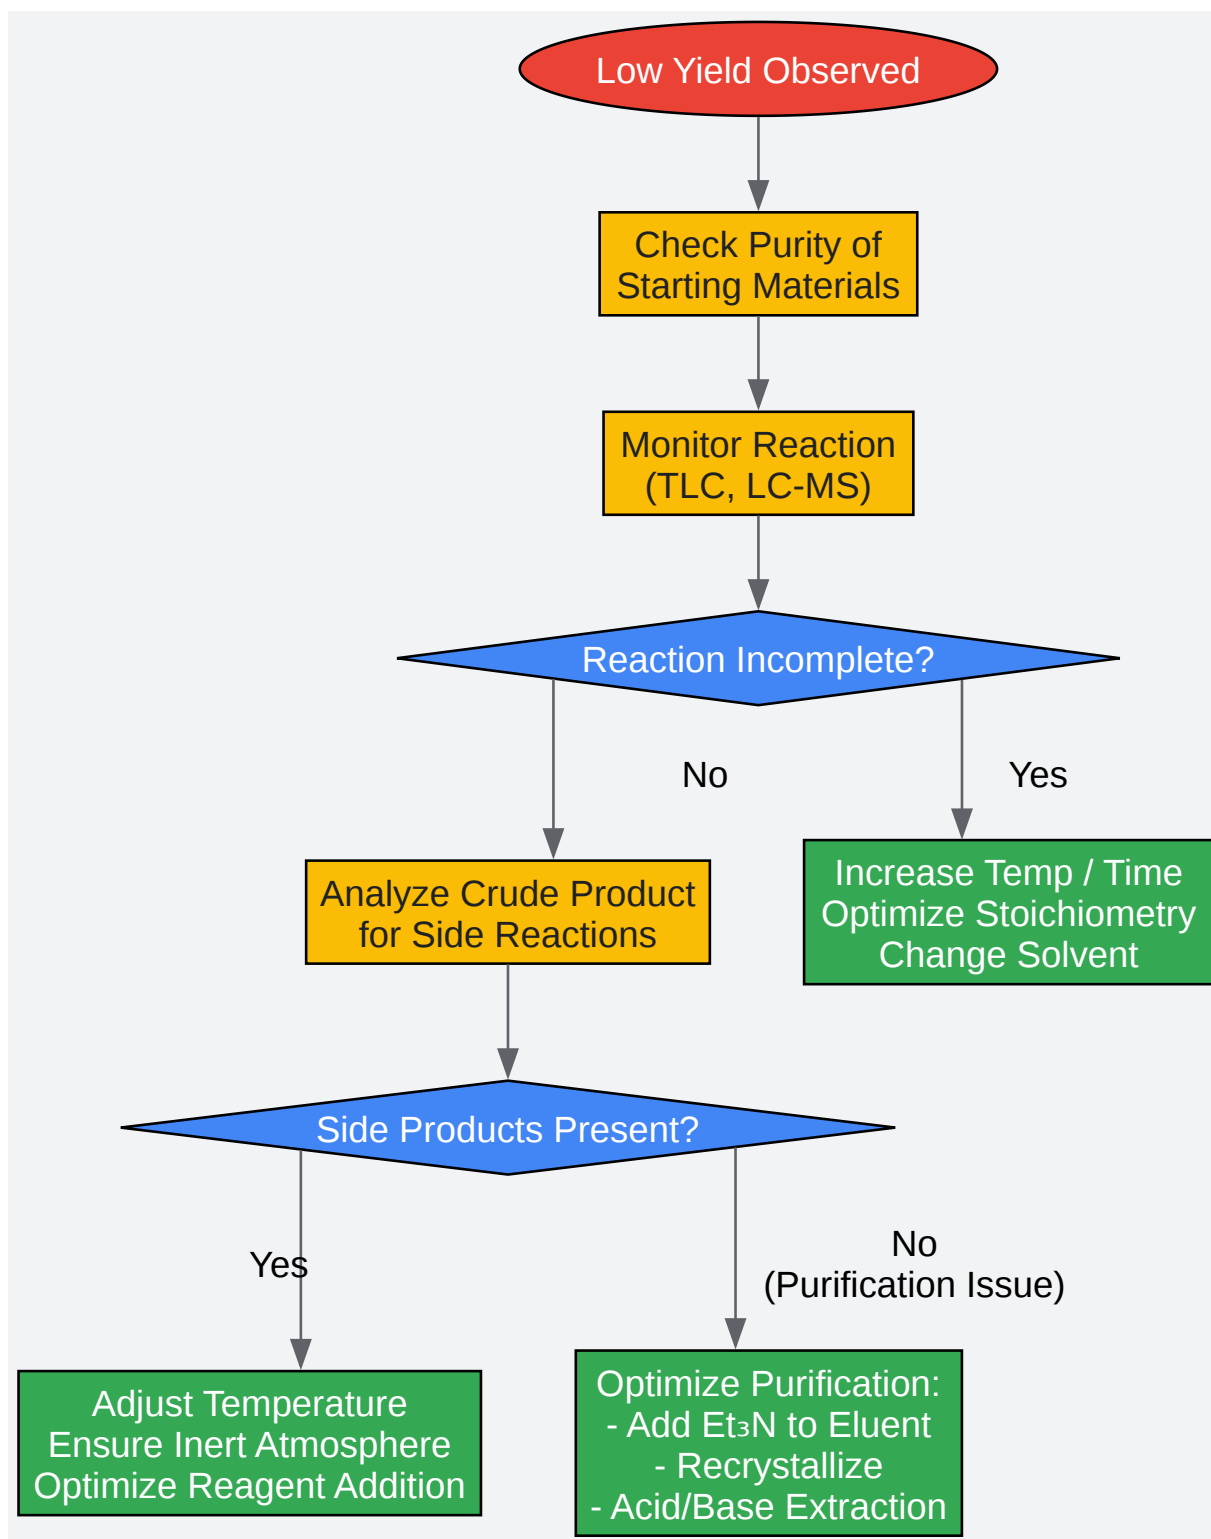 Low Yield Observed
Check Purity of
Starting Materials
Monitor Reaction
(TLC, LC-MS)
Reaction Incomplete?
No
Yes
Analyze Crude Product
for Side Reactions
Increase Temp / Time
Optimize Stoichiometry
Change Solvent
Side Products Present?
Yes
No
(Purification Issue)
Adjust Temperature
Ensure Inert Atmosphere
Optimize Reagent Addition
Optimize Purification:
- Add Et₃N to Eluent
- Recrystallize
- Acid/Base Extraction